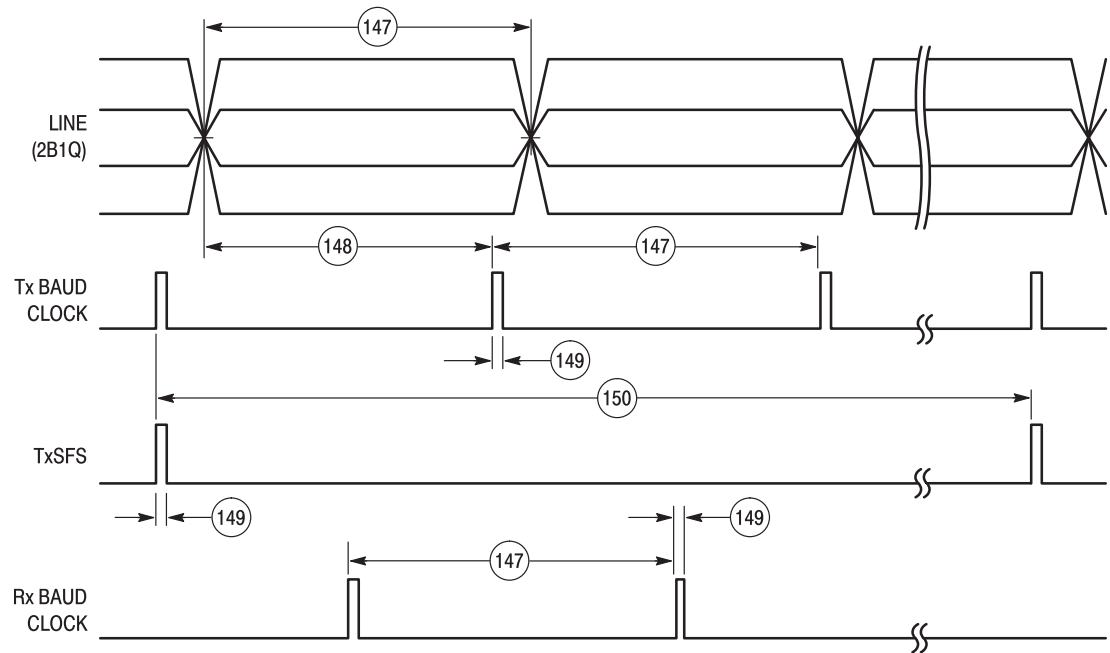 147
LINE
(2B1Q)
148
147
Tx BAUD
CLOCK
149
150
TxSFS
149
149
147
Rx BAUD
CLOCK